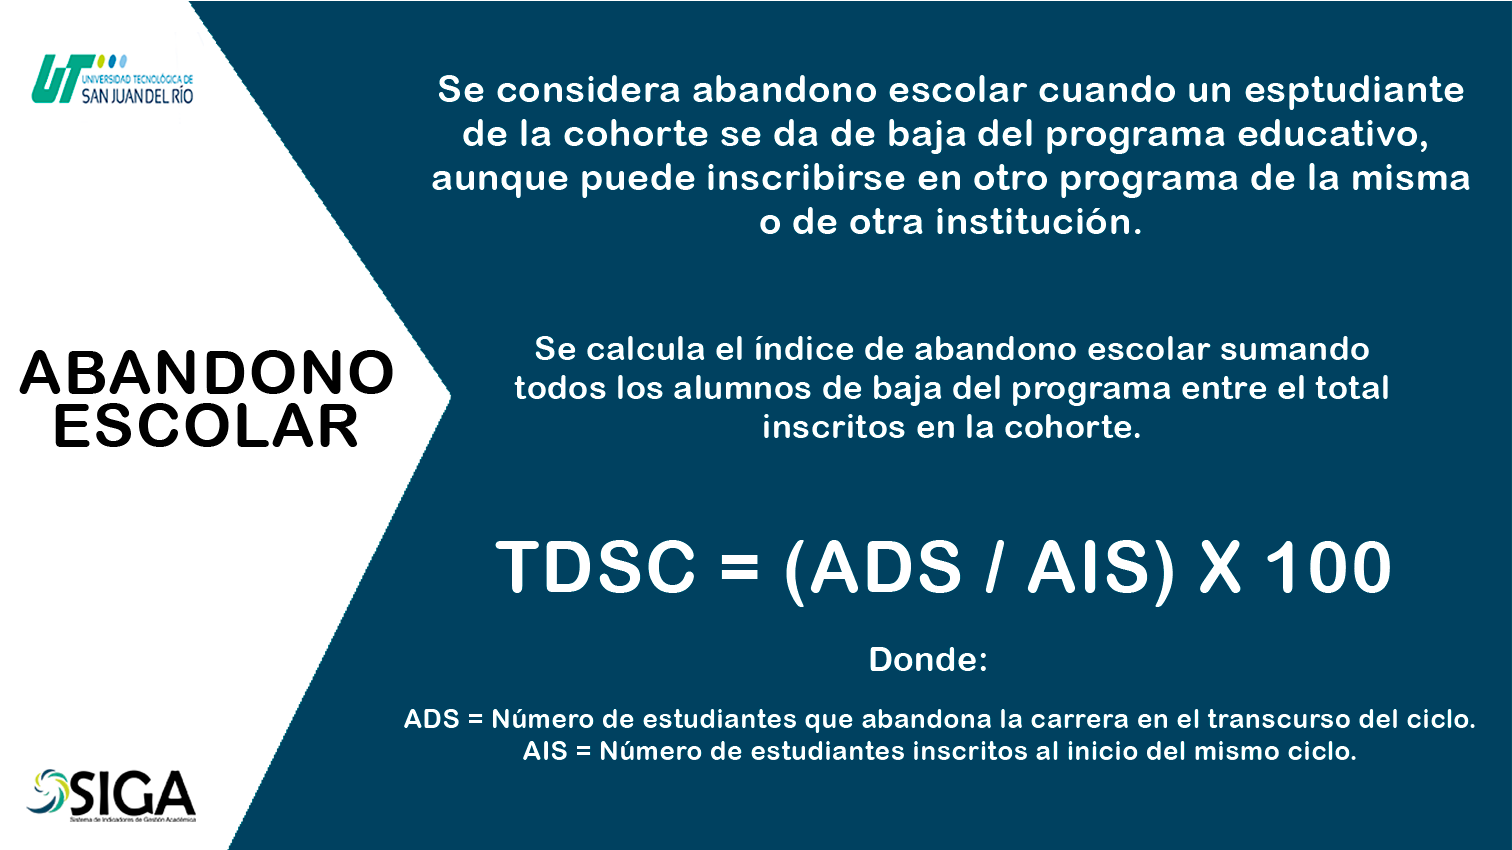 UT
UNIVERSIDAD TECNOLÓGICA DE
SAN JUAN DEL RÍO
Se considera abandono escolar cuando un esptudiante
de la cohorte se da de baja del programa educativo,
aunque puede inscribirse en otro programa de la misma
o de otra institución.
ABANDONO
ESCOLAR
Se calcula el índice de abandono escolar sumando
todos los alumnos de baja del programa entre el total
inscritos en la cohorte.
TDSC = (ADS / AIS) X 100
Donde:
ADS = Número de estudiantes que abandona la carrera en el transcurso del ciclo.
AIS = Número de estudiantes inscritos al inicio del mismo ciclo.
SIGA
Sistema de Indicadores de Gestión Académica